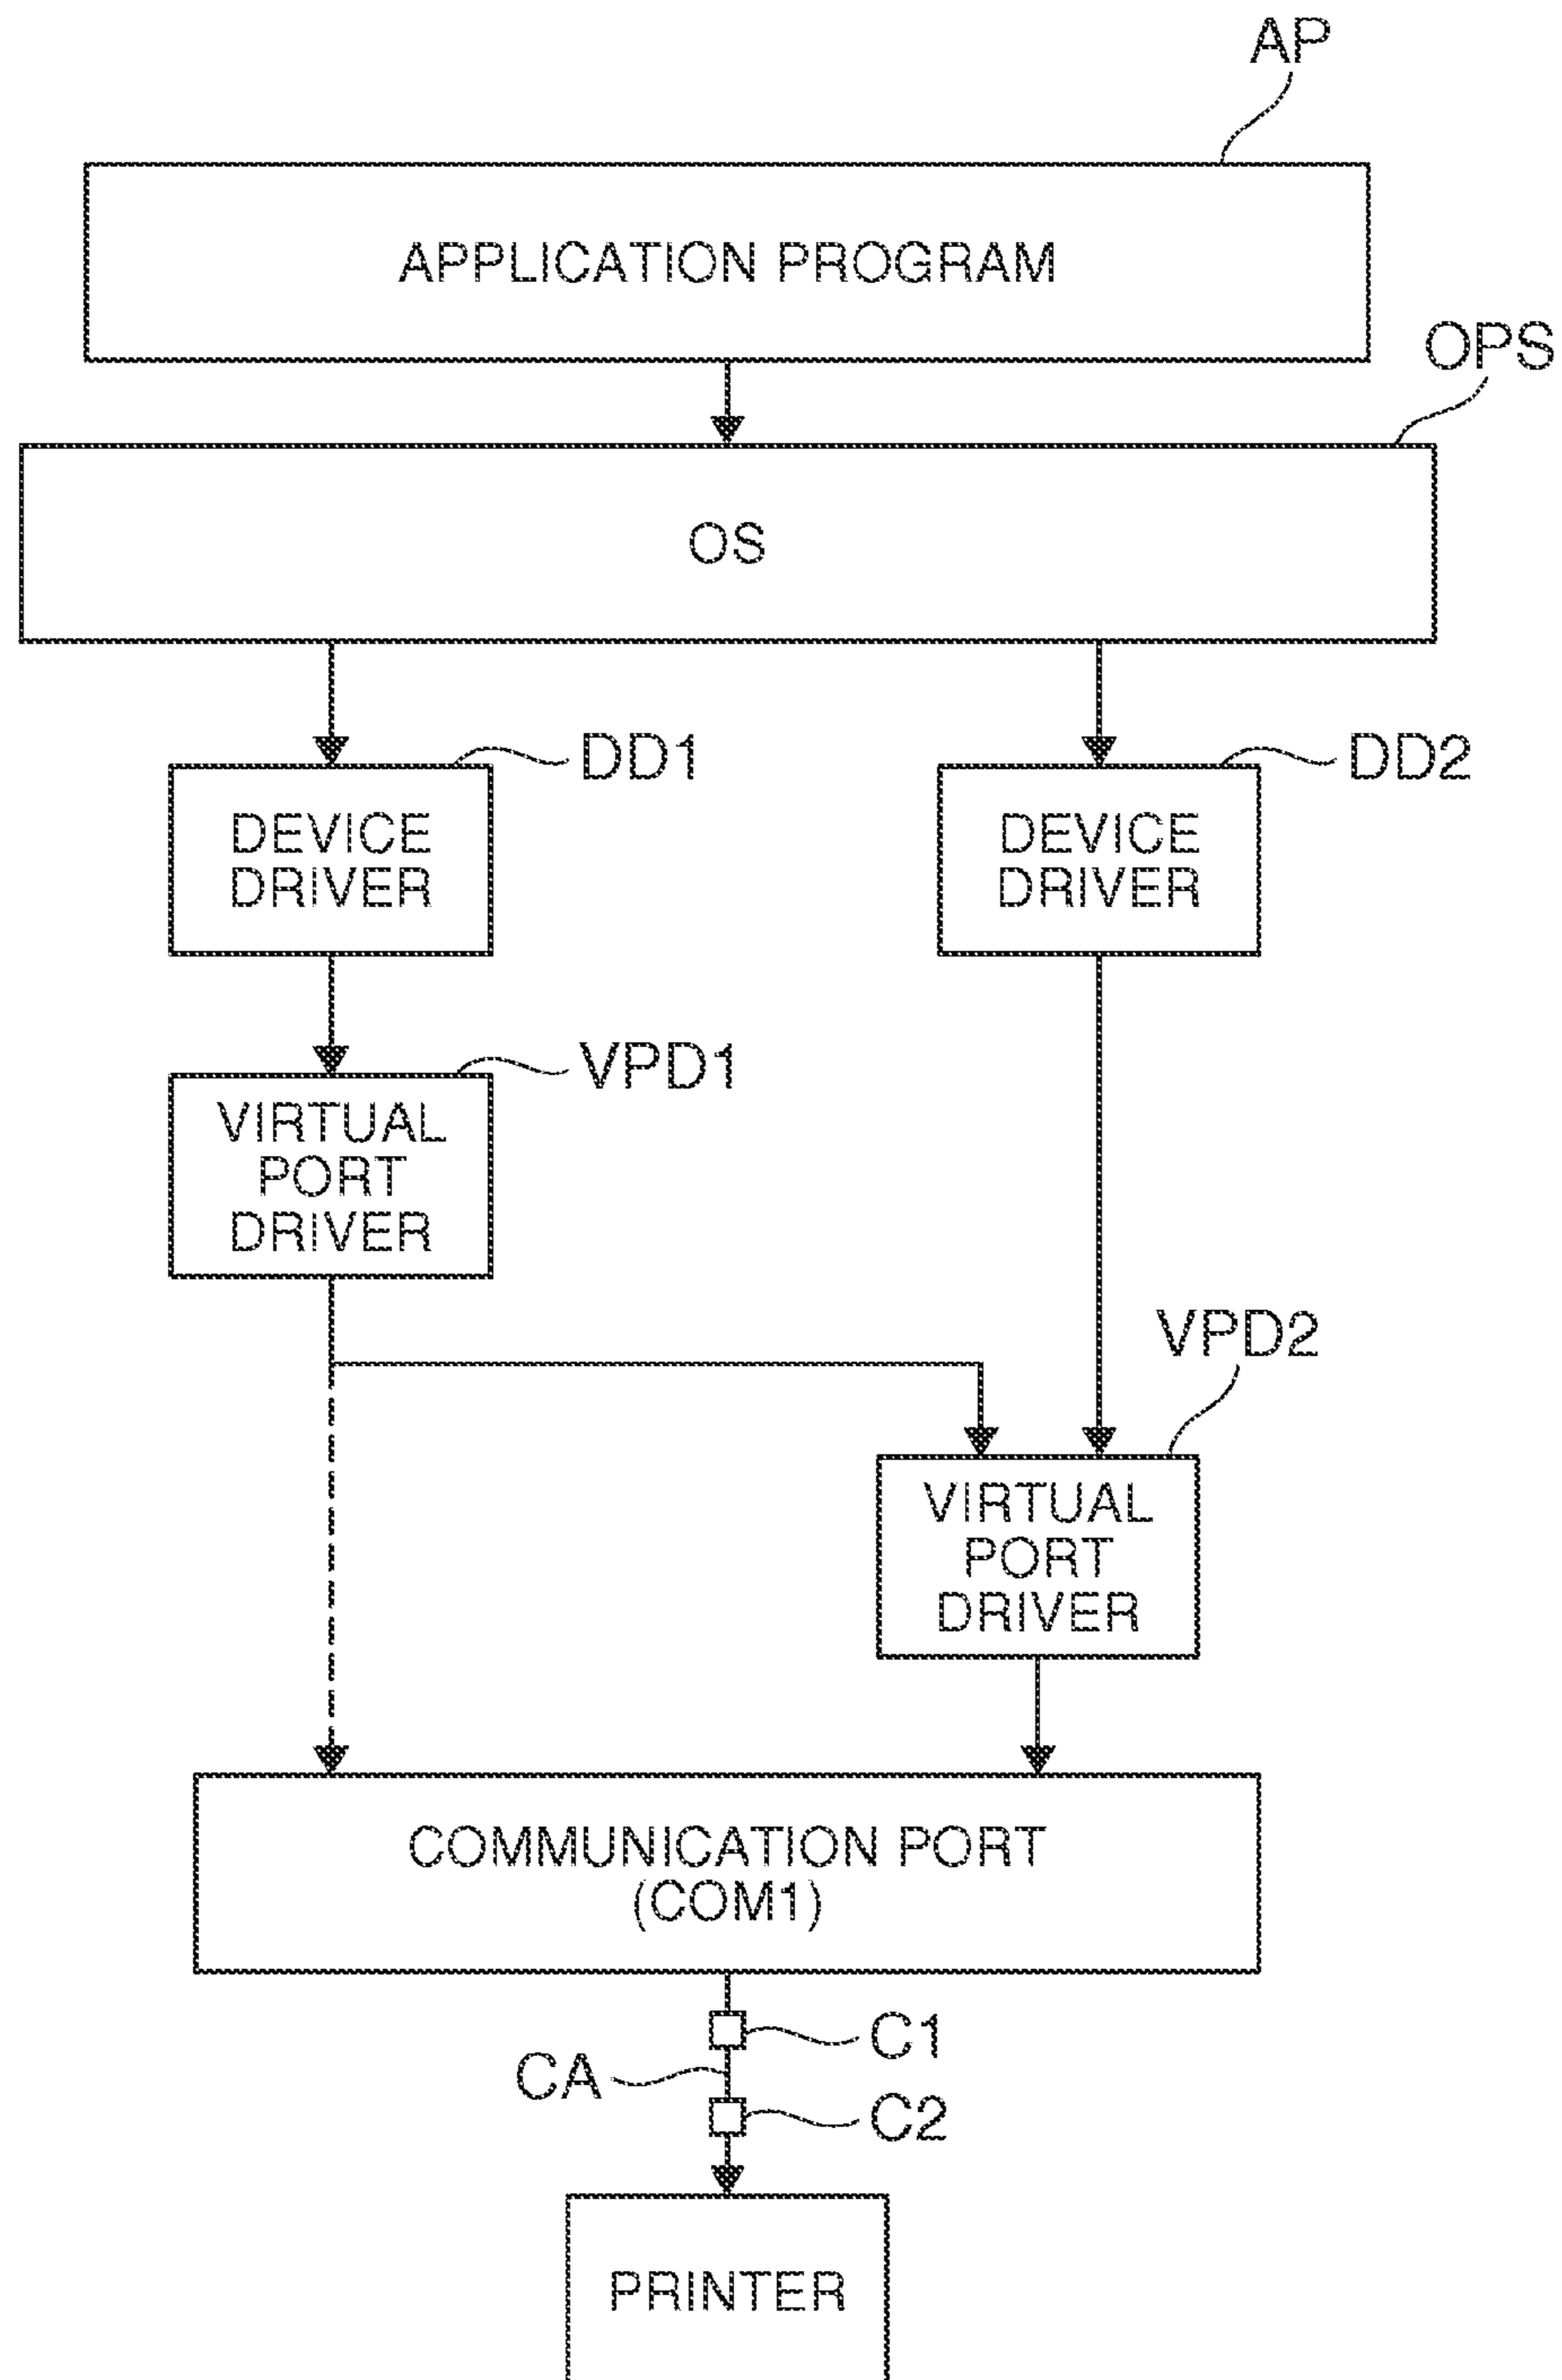 AP
APPLICATION PROGRAM
OPS
OS
DD1
DD2
DEVICE
DRIVER
DEVICE
DRIVER
VPD1
VIRTUAL
PORT
DRIVER
VPD2
VIRTUAL
PORT
DRIVER
COMMUNICATION PORT
(COM1)
C1
CA
C2
PRINTER